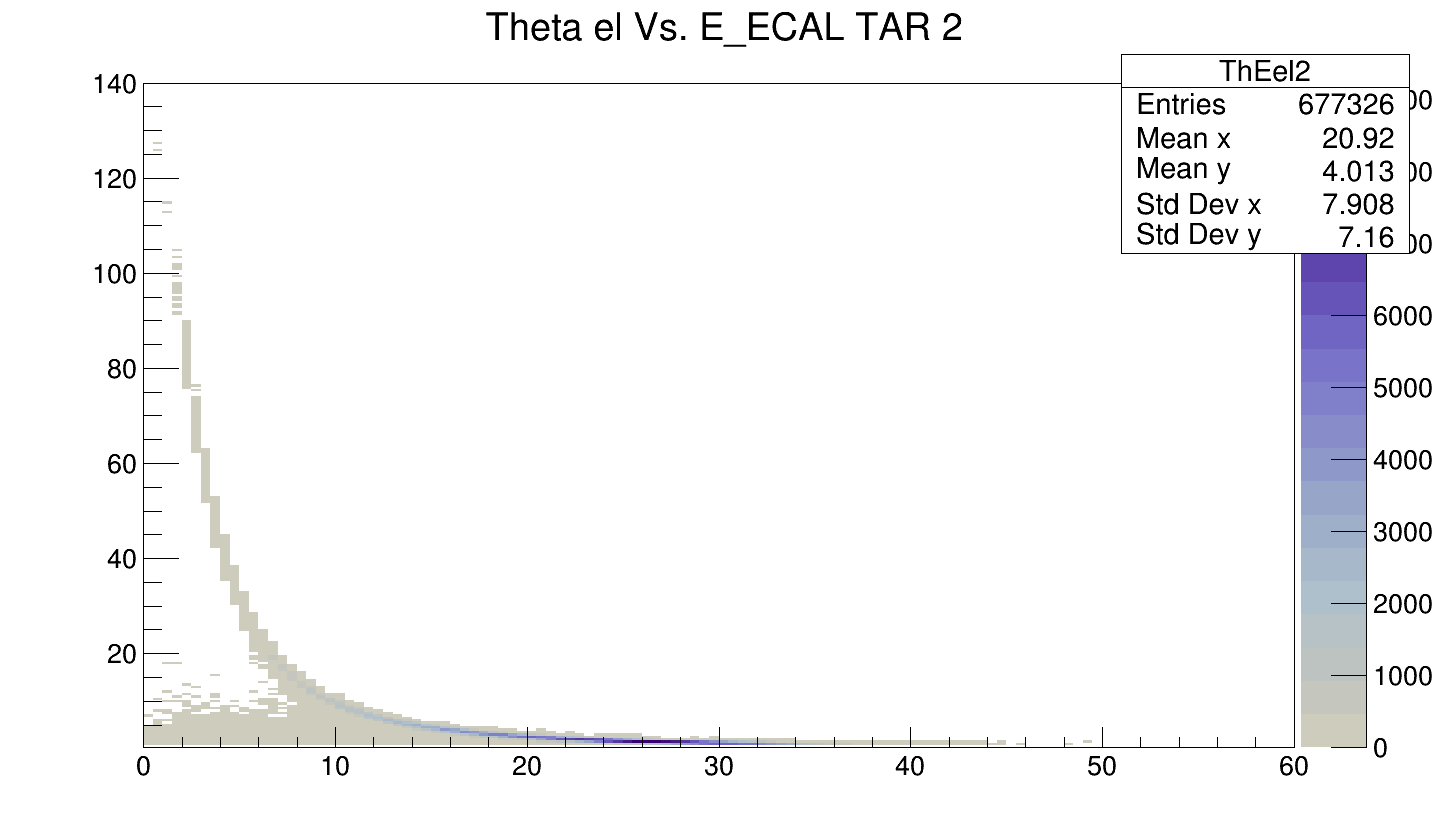 Theta el Vs. E_ECAL TAR 2
ThEel2
Entries 677326
Mean x 20.92
Mean y 4.013
Std Dev x 7.908
Std Dev y 7.16
140
120
100
80
60
40
20
0 10 20 30 40 50 60
6000
5000
4000
3000
2000
1000
0